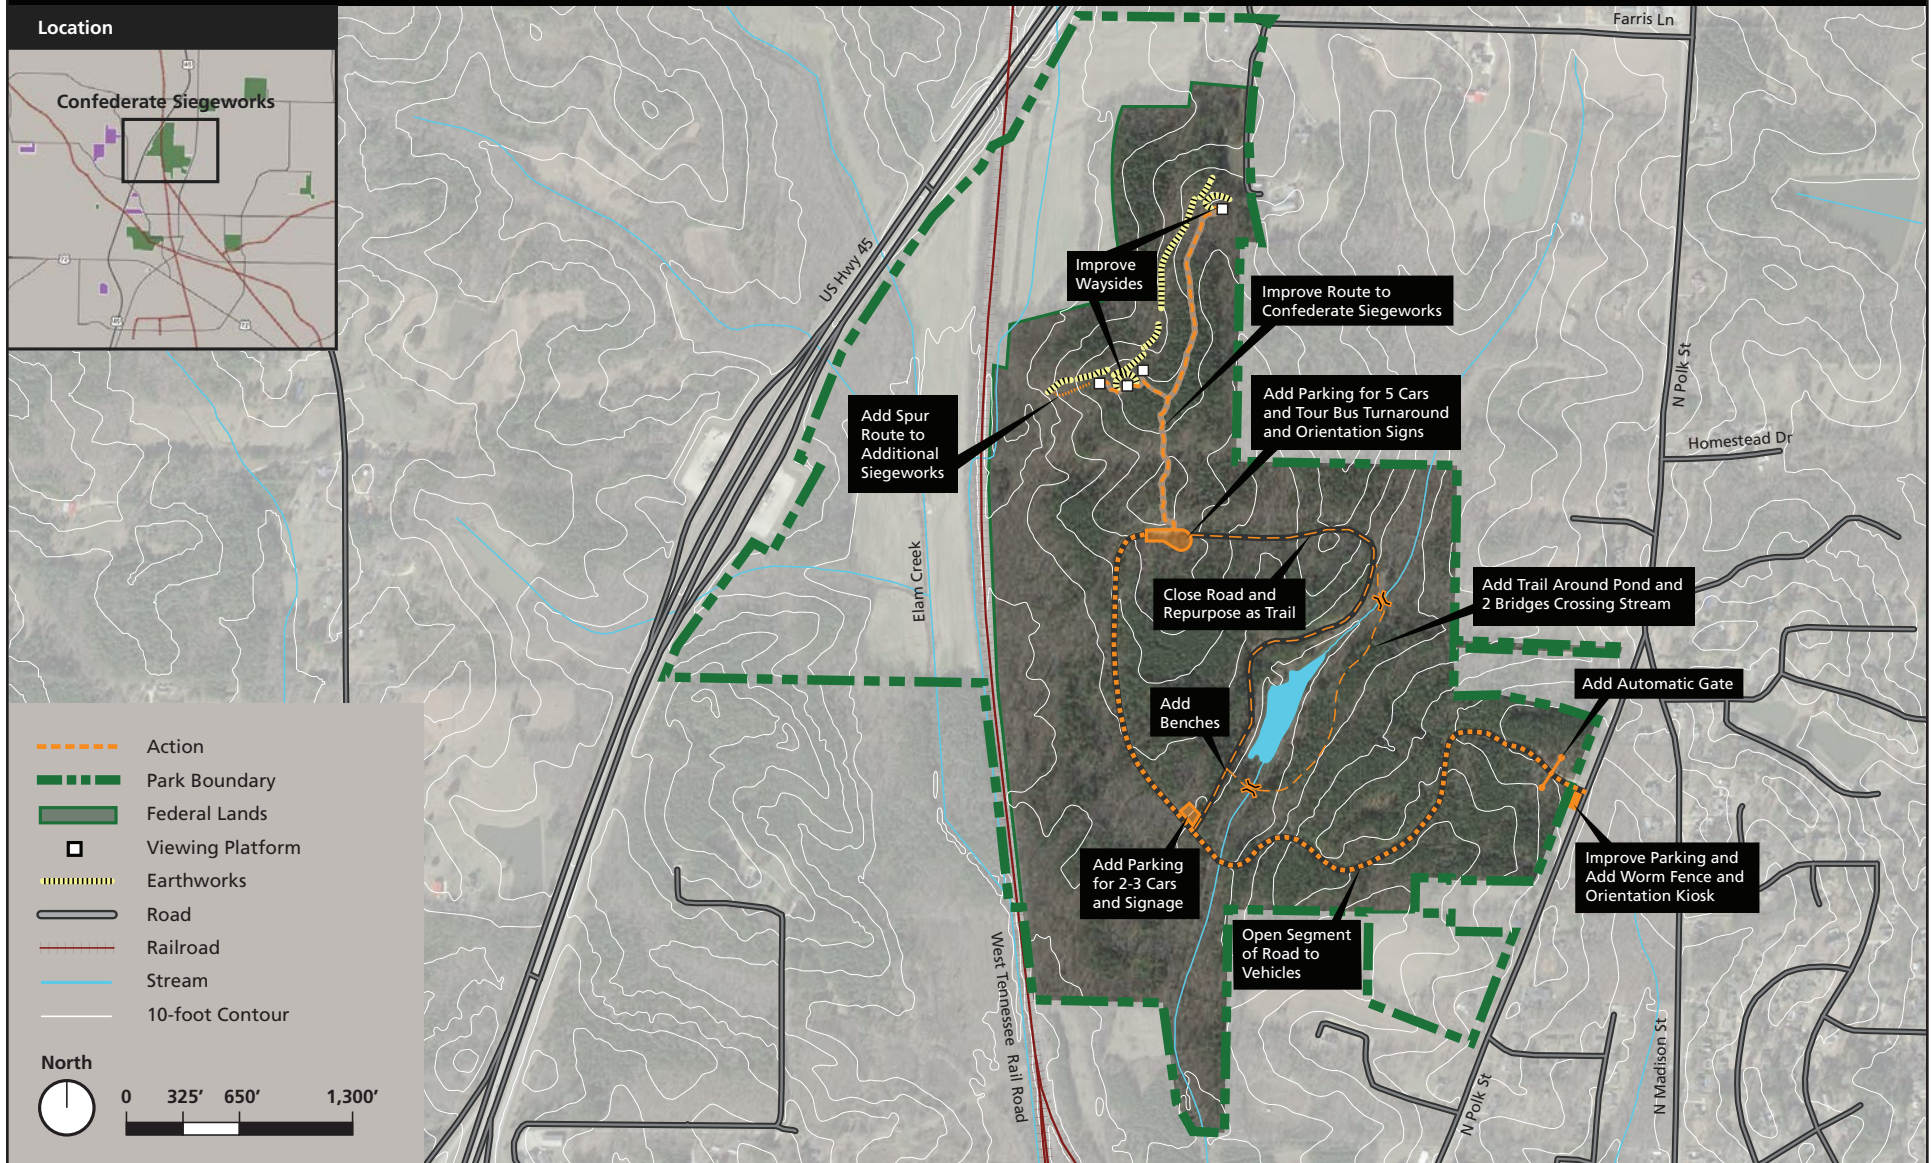 Location
Confederate Siegeworks
45
72
45
72
Farris Ln
US Hwy 45
N Polk St
Homestead Dr
Elam Creek
West Tennessee Rail Road
N Polk St
N Madison St
Improve
Waysides
Improve Route to
Confederate Siegeworks
Add Parking for 5 Cars
and Tour Bus Turnaround
and Orientation Signs
Add Spur
Route to
Additional
Siegeworks
Close Road and
Repurpose as Trail
Add Trail Around Pond and
2 Bridges Crossing Stream
Add Automatic Gate
Add
Benches
Add Parking
for 2-3 Cars
and Signage
Improve Parking and
Add Worm Fence and
Orientation Kiosk
Open Segment
of Road to
Vehicles
Action
Park Boundary
Federal Lands
Viewing Platform
Earthworks
Road
Railroad
Stream
10-foot Contour
North
0 325’ 650’ 1,300’